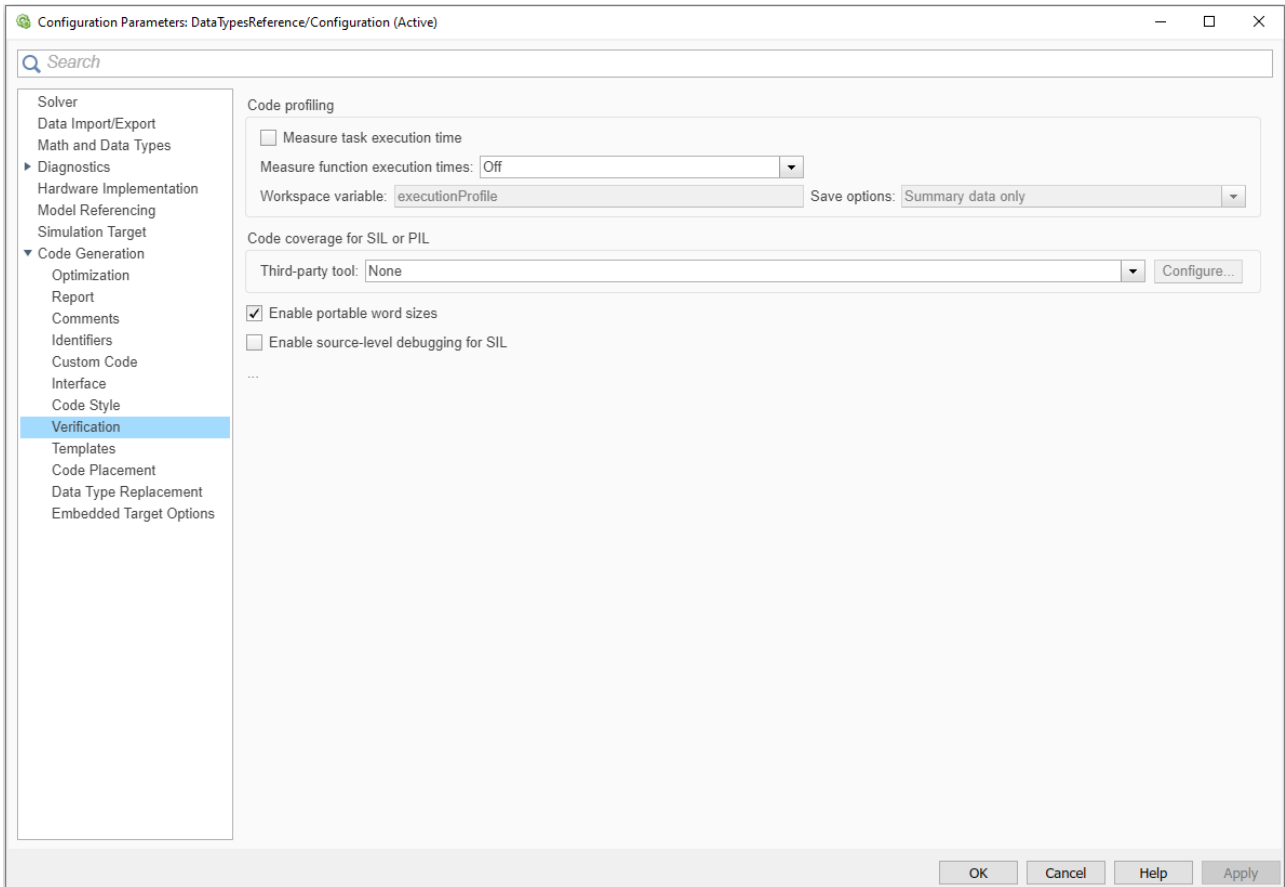 Configuration Parameters: DataTypesReference/Configuration (Active)
Search
Solver
Data Import/Export
Math and Data Types
Diagnostics
Hardware Implementation
Model Referencing
Simulation Target
Code Generation
Optimization
Report
Comments
Identifiers
Custom Code
Interface
Code Style
Verification
Templates
Code Placement
Data Type Replacement
Embedded Target Options
Code profiling
Measure task execution time
Measure function execution times: Off
Workspace variable: executionProfile Save options: Summary data only
Code coverage for SIL or PIL
Third-party tool: None Configure...
Enable portable word sizes
Enable source-level debugging for SIL
...
OK Cancel Help Apply